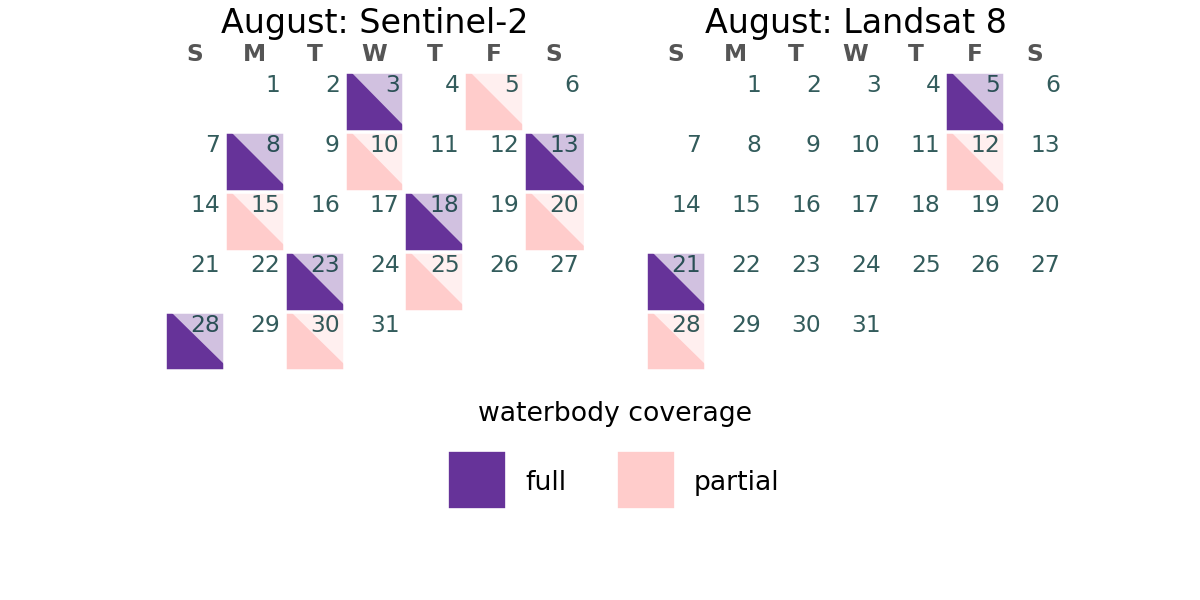 August: Sentinel-2
S M T W T F S
1 2 3 4 5 6
7 8 9 10 11 12 13
14 15 16 17 18 19 20
21 22 23 24 25 26 27
28 29 30 31
August: Landsat 8
S M T W T F S
1 2 3 4 5 6
7 8 9 10 11 12 13
14 15 16 17 18 19 20
21 22 23 24 25 26 27
28 29 30 31
waterbody coverage
full partial